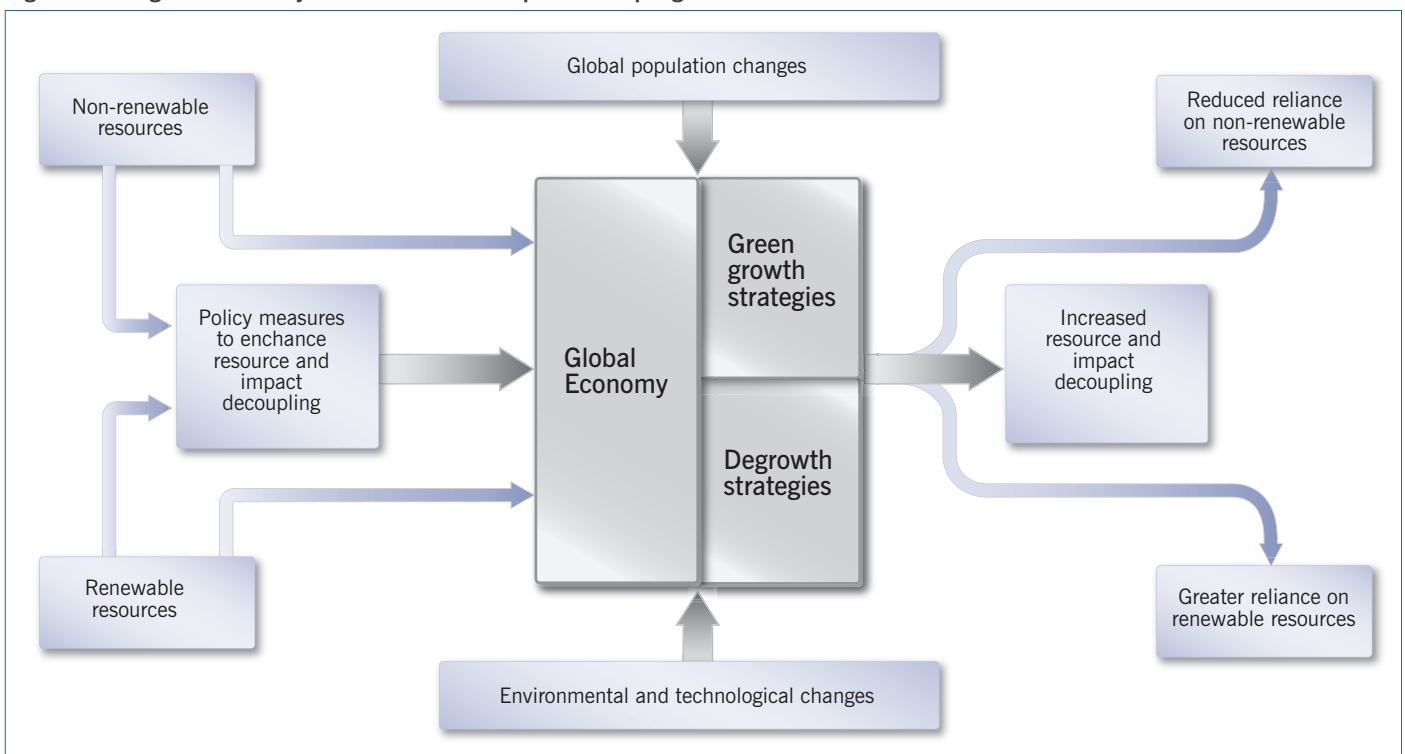 Global population changes
Non-renewable
resources
Reduced reliance
on non-renewable
resources
Green
growth
strategies
Policy measures
to enchance
resource and
impact
decoupling
Global
Economy
Increased
resource and
impact
decoupling
Degrowth
strategies
Renewable
resources
Greater reliance on
renewable resources
Environmental and technological changes